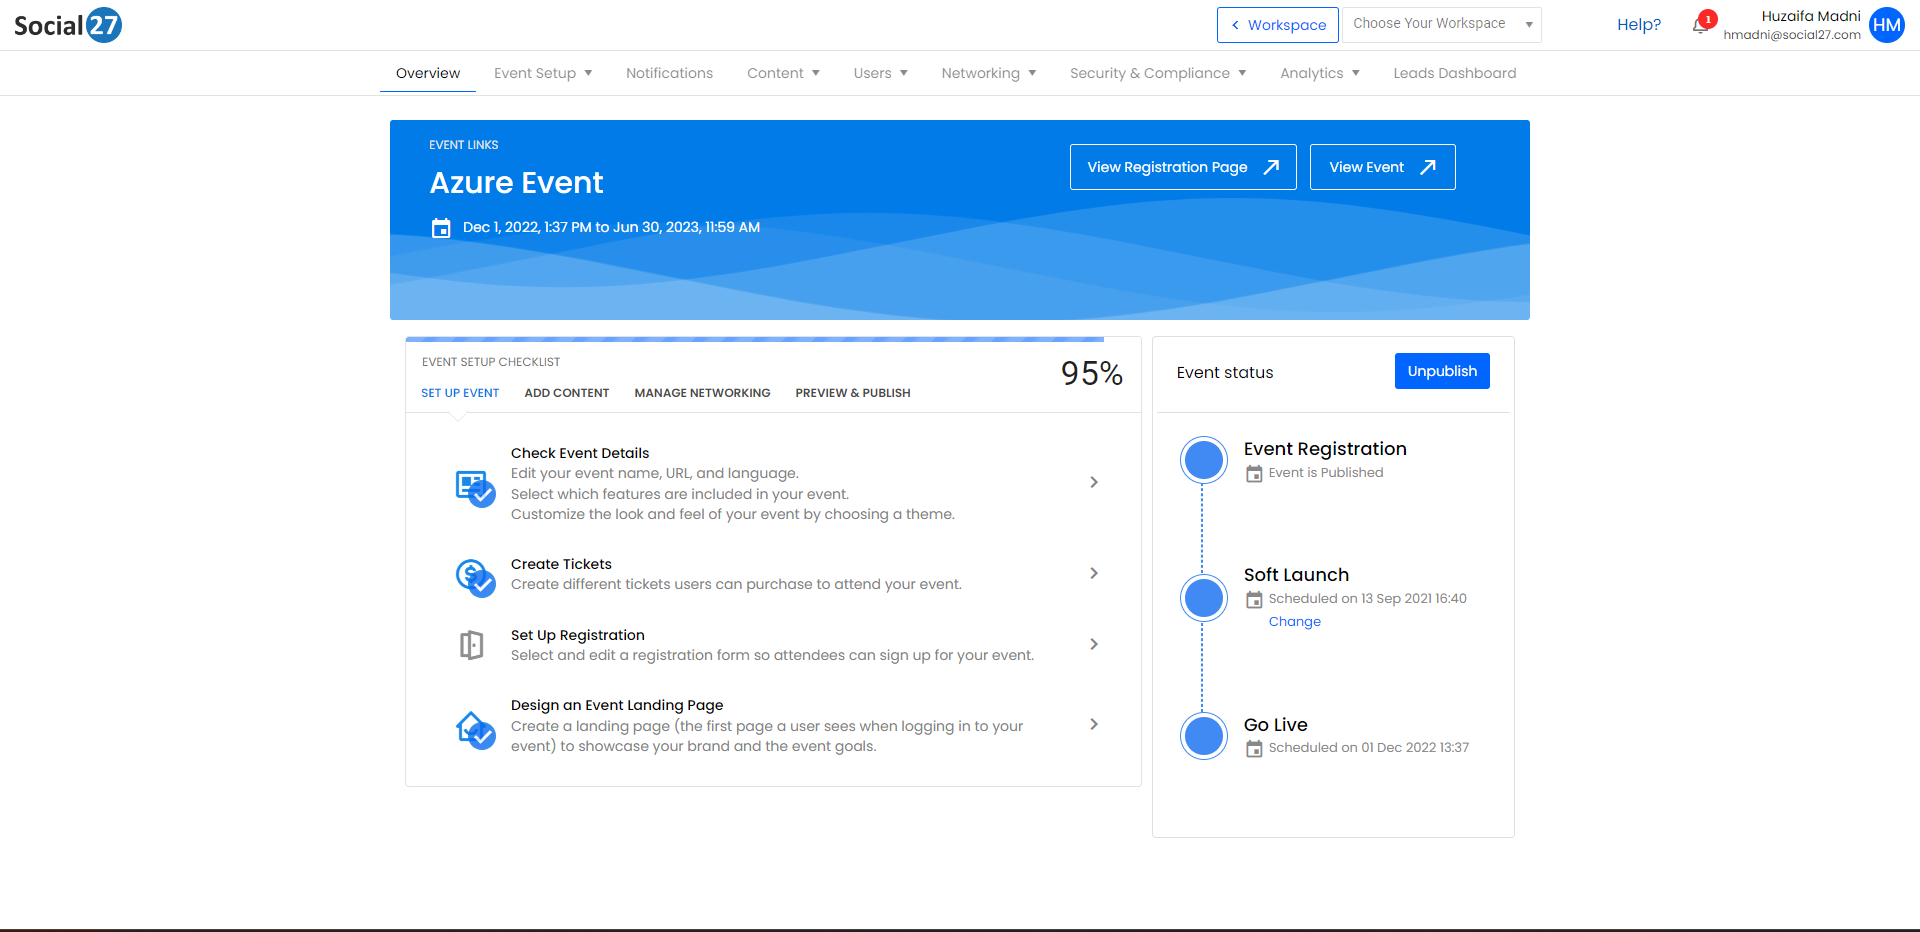 Social27
Workspace
Choose Your Workspace
Help?
1
Huzaifa Madni
hmadni@social27.com
HM
Overview
Event Setup
Notifications
Content
Users
Networking
Security & Compliance
Analytics
Leads Dashboard
EVENT LINKS
Azure Event
Dec 1, 2022, 1:37 PM to Jun 30, 2023, 11:59 AM
View Registration Page
View Event
EVENT SETUP CHECKLIST
95%
SET UP EVENT
ADD CONTENT
MANAGE NETWORKING
PREVIEW & PUBLISH
Check Event Details
Edit your event name, URL, and language.
Select which features are included in your event.
Customize the look and feel of your event by choosing a theme.
Create Tickets
Create different tickets users can purchase to attend your event.
Set Up Registration
Select and edit a registration form so attendees can sign up for your event.
Design an Event Landing Page
Create a landing page (the first page a user sees when logging in to your
event) to showcase your brand and the event goals.
Event status
Unpublish
Event Registration
Event is Published
Soft Launch
Scheduled on 13 Sep 2021 16:40
Change
Go Live
Scheduled on 01 Dec 2022 13:37